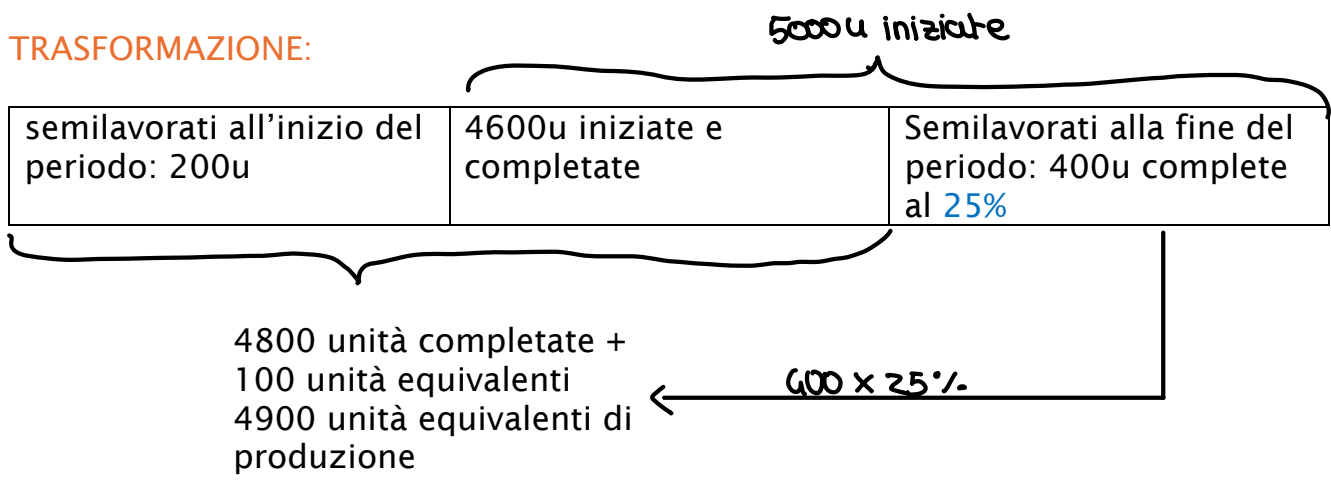 5000u iniziate
TRASFORMAZIONE:
semilavorati all'inizio del
periodo: 200u
4600u iniziate e
completate
Semilavorati alla fine del
periodo: 400u complete
al 25%
4800 unità completate +
100 unità equivalenti
4900 unità equivalenti di
produzione
400 x 25%